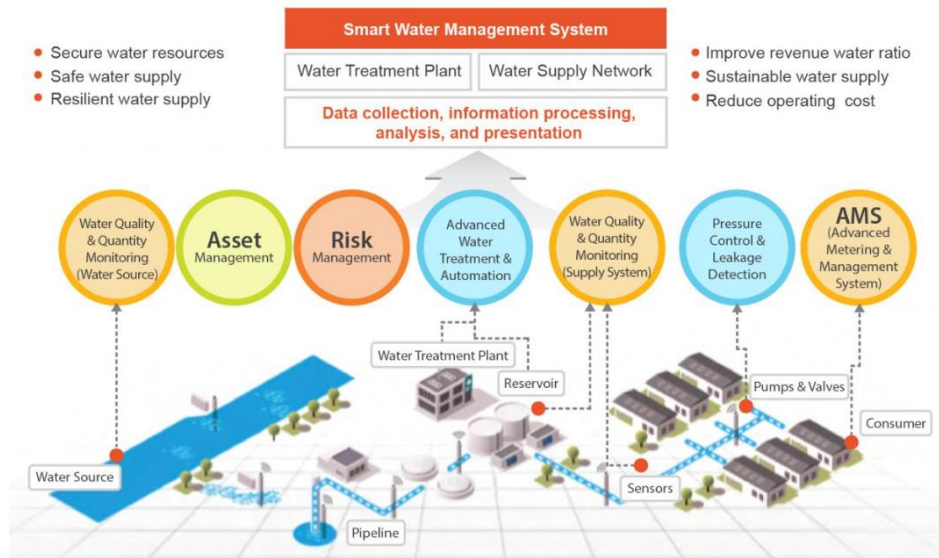 Smart Water Management System
Water Treatment Plant
Water Supply Network
Data collection, information processing,
analysis, and presentation
Secure water resources
Safe water supply
Resilient water supply
Improve revenue water ratio
Sustainable water supply
Reduce operating cost
Water Quality
& Quantity
Monitoring
(Water Source)
Asset
Management
Risk
Management
Advanced
Water
Treatment &
Automation
Water Quality
& Quantity
Monitoring
(Supply System)
Pressure
Control &
Leakage
Detection
AMS
(Advanced
Metering &
Management
System)
Water Treatment Plant
Reservoir
Pumps & Valves
Consumer
Water Source
Sensors
Pipeline